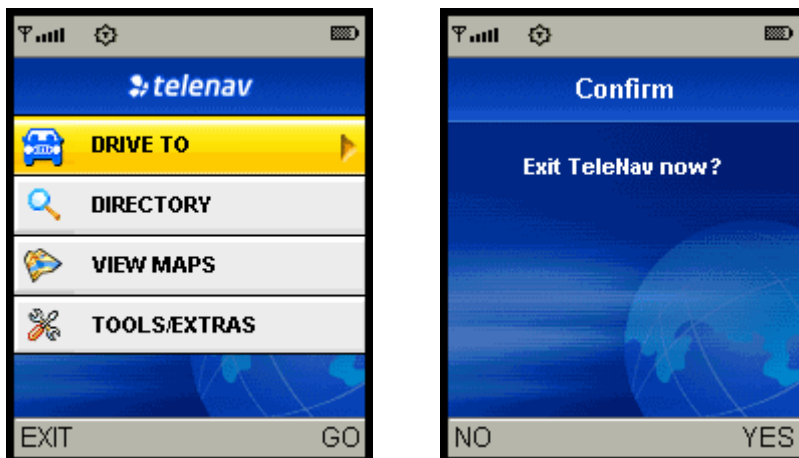 telenav
DRIVE TO
DIRECTORY
VIEW MAPS
TOOLS/EXTRAS
EXIT GO
Confirm
Exit TeleNav now?
NO YES